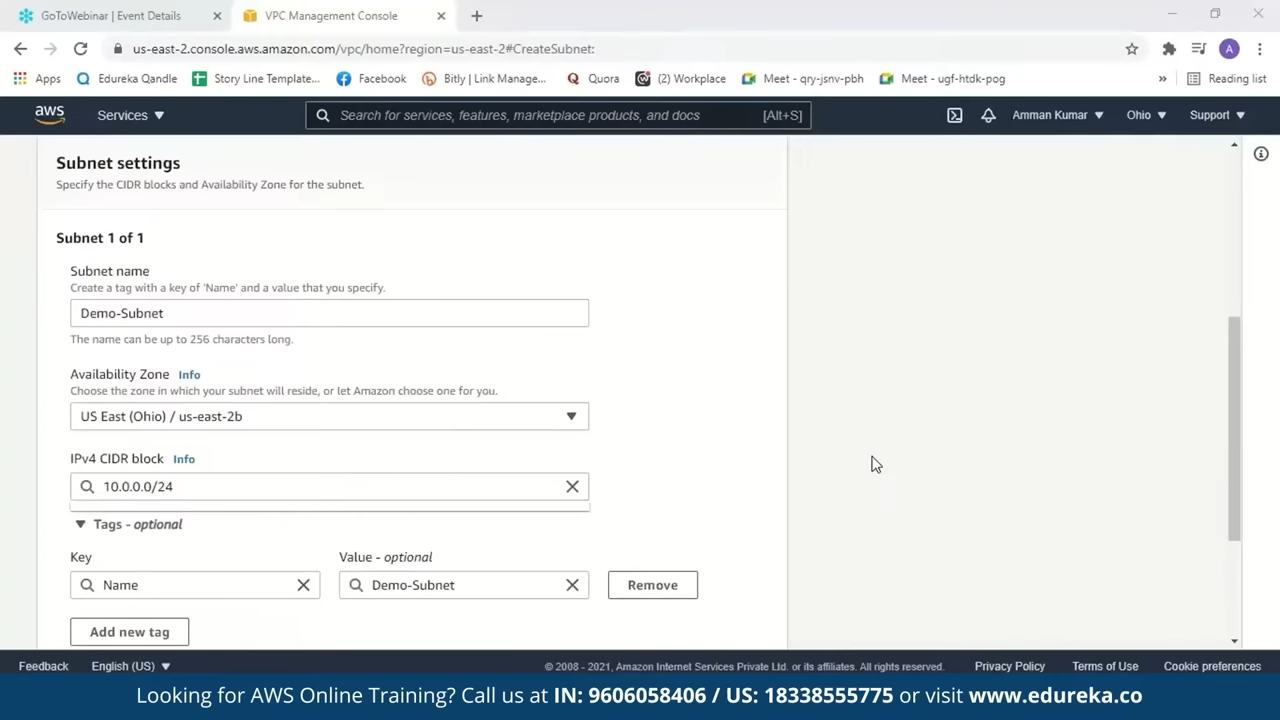 GoToWebinar | Event Details
VPC Management Console
us-east-2.console.aws.amazon.com/vpc/home?region=us-east-2#CreateSubnet:
A
Apps
Edureka Qandle
Story Line Template...
Facebook
Bitly | Link Manage...
Quora
(2) Workplace
Meet - qry-jsnv-pbh
Meet - ugf-htdk-pog
»
Reading list
aws
Services
Search for services, features, marketplace products, and docs
[Alt+S]
Amman Kumar
Ohio
Support
Subnet settings
Specify the CIDR blocks and Availability Zone for the subnet.
Subnet 1 of 1
Subnet name
Create a tag with a key of 'Name' and a value that you specify.
Demo-Subnet
The name can be up to 256 characters long.
Availability Zone Info
Choose the zone in which your subnet will reside, or let Amazon choose one for you.
US East (Ohio) / us-east-2b
IPv4 CIDR block Info
10.0.0.0/24
Tags - optional
Key
Value - optional
Name
Demo-Subnet
Remove
Add new tag
Feedback
English (US)
© 2008 - 2021, Amazon Internet Services Private Ltd. or its affiliates. All rights reserved.
Privacy Policy
Terms of Use
Cookie preferences
Looking for AWS Online Training? Call us at IN: 9606058406 / US: 18338555775 or visit www.edureka.co